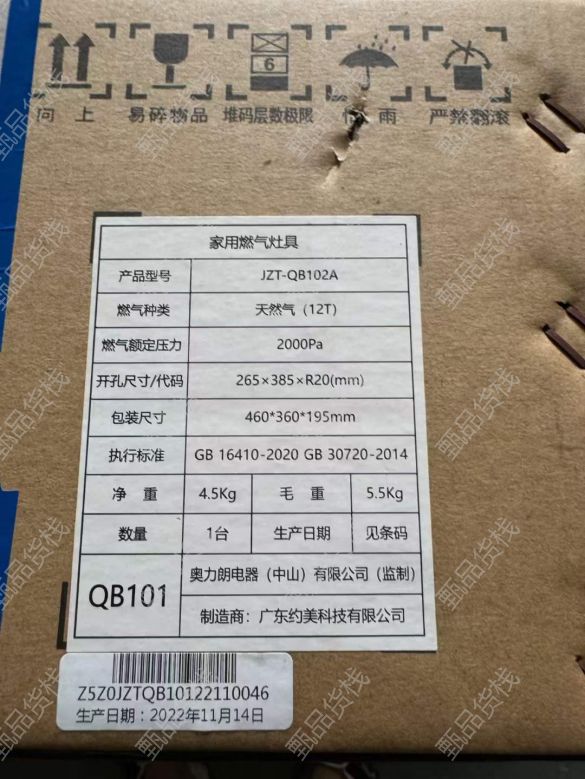 向上 易碎物品 堆码层数极限 怕雨 严禁翻滚
6
家用燃气灶具
产品型号 JZT-QB102A
燃气种类 天然气（12T）
燃气额定压力 2000Pa
开孔尺寸/代码 265×385×R20(mm)
包装尺寸 460*360*195mm
执行标准 GB 16410-2020 GB 30720-2014
净重 4.5Kg 毛重 5.5Kg
数量 1台 生产日期 见条码
QB101
奥力朗电器（中山）有限公司（监制）
制造商：广东约美科技有限公司
Z5Z0JZTQB10122110046
生产日期：2022年11月14日
甄品货栈